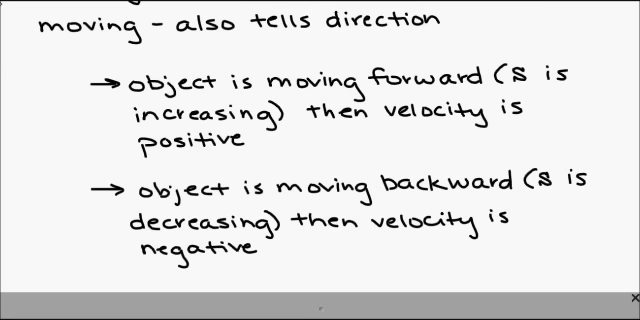 moving - also tells direction
→ object is moving forward (s is
increasing) then velocity is
positive
→ object is moving backward (s is
decreasing) then velocity is
negative
x